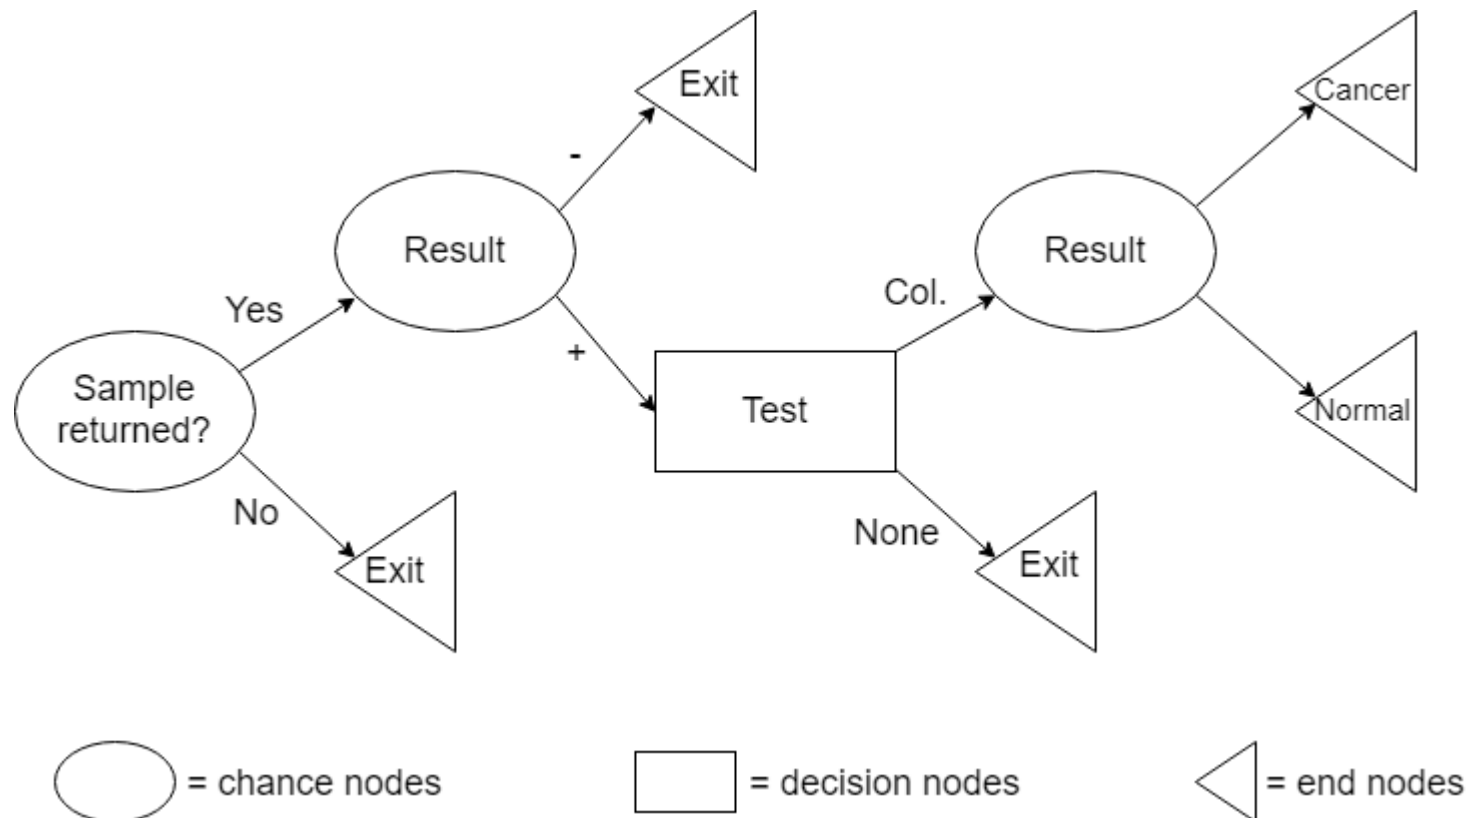 Exit
Cancer
-
Result
Result
Yes
Col.
+
Sample
returned?
Test
Normal
No
None
Exit
Exit
= chance nodes
= decision nodes
= end nodes